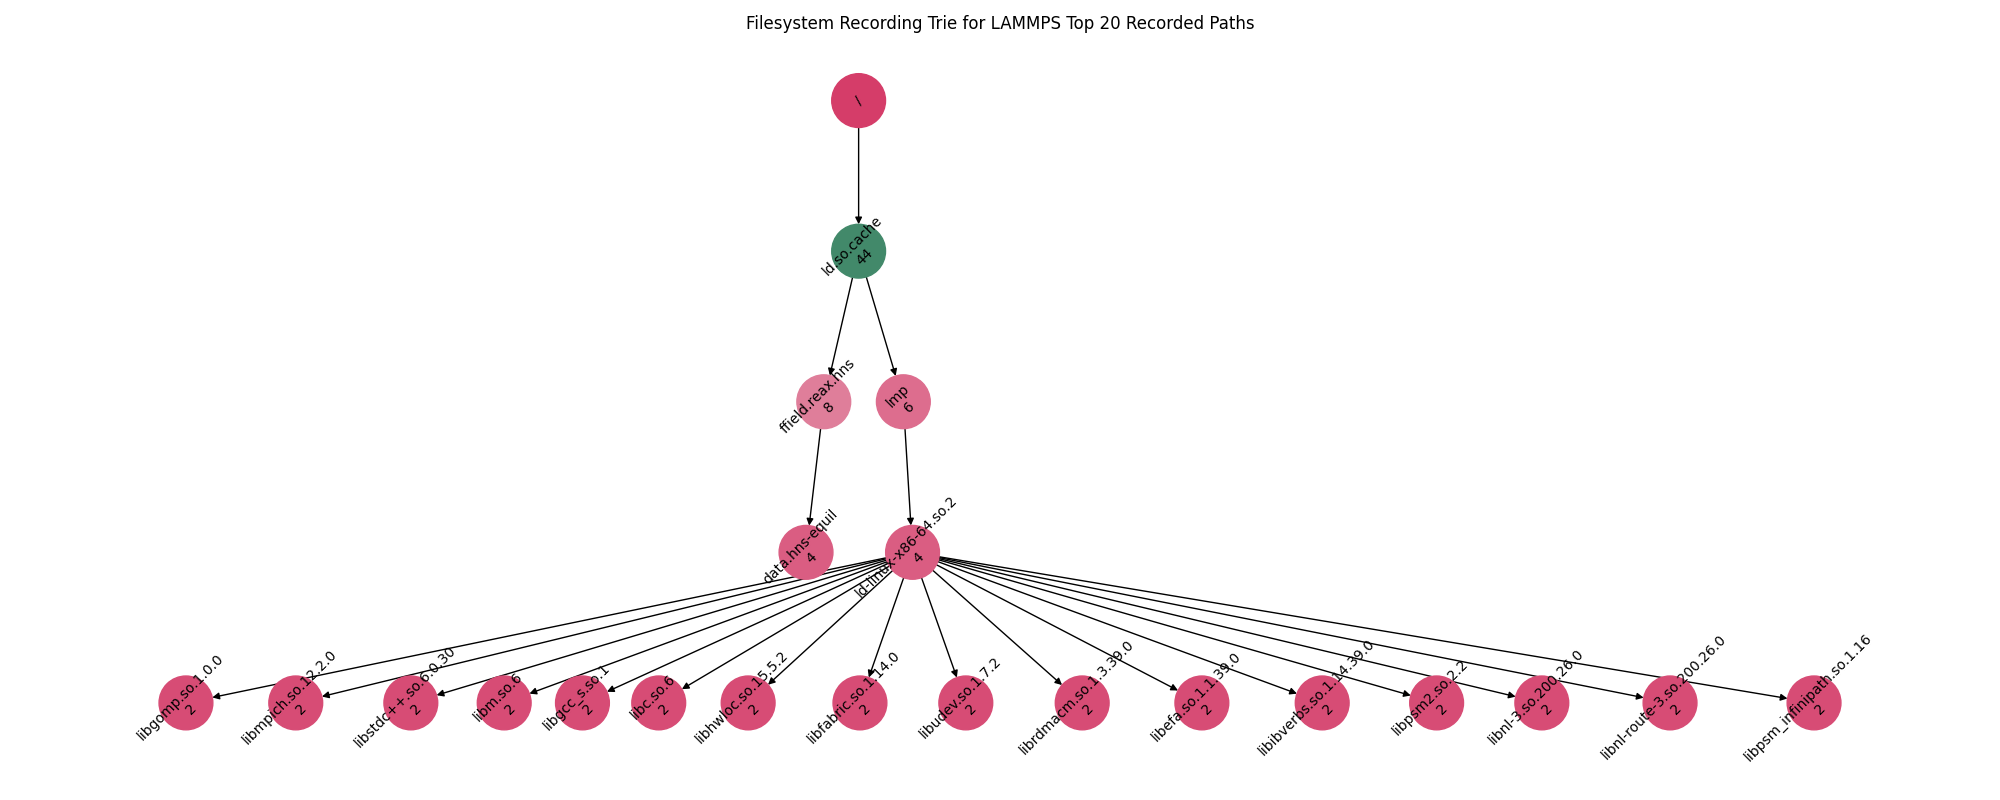 Filesystem Recording Trie for LAMMPS Top 20 Recorded Paths
/
ld.so.cache
44
ffield.reax.hns
8
lmp
6
data.hns-equil
4
ld-linux-x86-64.so.2
4
libgomp.so.1.0.0
2
libmpich.so.12.2.0
2
libstdc++.so.6.0.30
2
libm.so.6
2
libgcc_s.so.1
2
libc.so.6
2
libhwloc.so.15.5.2
2
libfabric.so.1.14.0
2
libudev.so.1.7.2
2
librdmacm.so.1.3.39.0
2
libefa.so.1.1.39.0
2
libibverbs.so.1.14.39.0
2
libpsm2.so.2.2
2
libnl-3.so.200.26.0
2
libnl-route-3.so.200.26.0
2
libpsm_infinipath.so.1.16
2